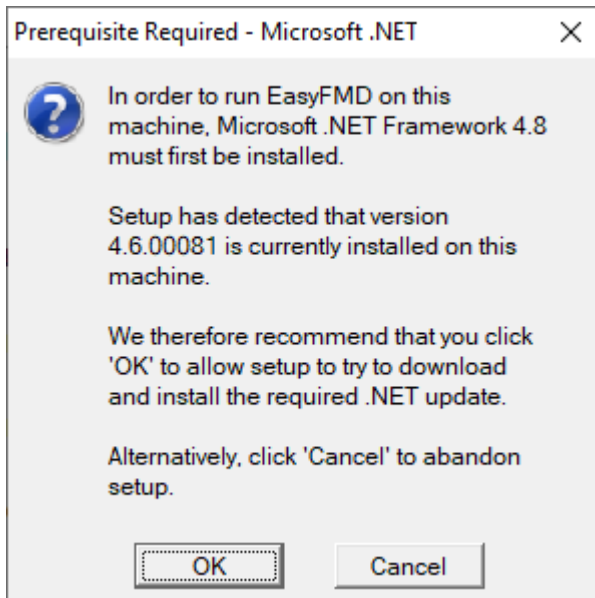 Prerequisite Required - Microsoft .NET
In order to run EasyFMD on this
machine, Microsoft .NET Framework 4.8
must first be installed.
Setup has detected that version
4.6.00081 is currently installed on this
machine.
We therefore recommend that you click
'OK' to allow setup to try to download
and install the required .NET update.
Alternatively, click 'Cancel' to abandon
setup.
OK
Cancel